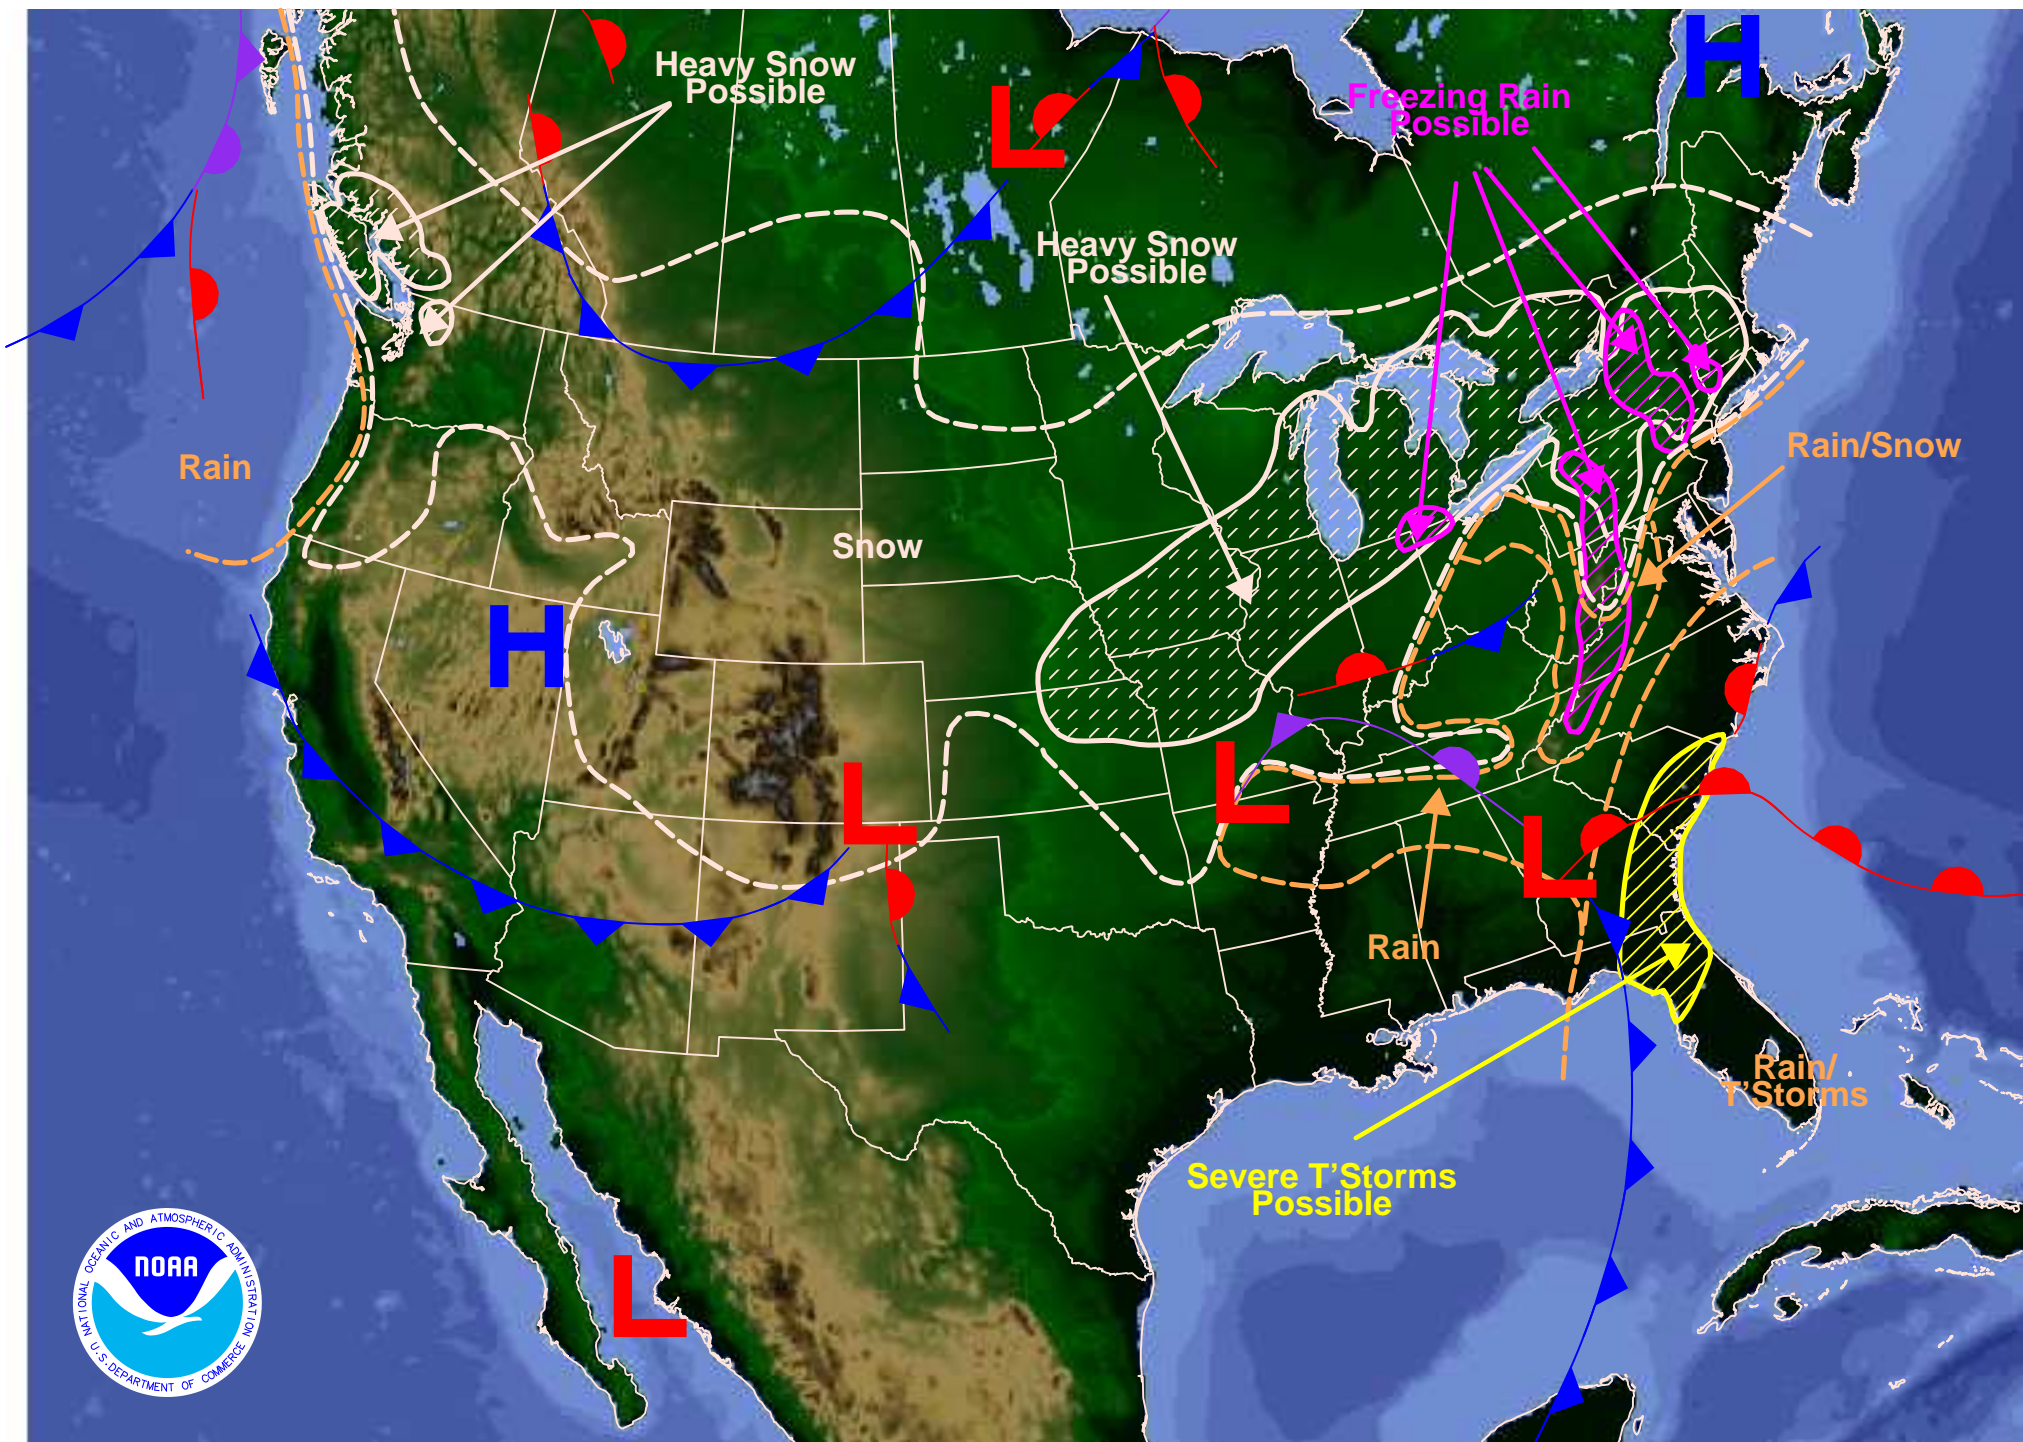 H
Heavy Snow
Possible
L
Freezing Rain
Possible
Heavy Snow
Possible
Rain
Rain/Snow
Snow
H
L
L
L
Rain
Rain/
T'Storms
Severe T'Storms
Possible
L
NATIONAL OCEANIC AND ATMOSPHERIC ADMINISTRATION
NOAA
U.S. DEPARTMENT OF COMMERCE